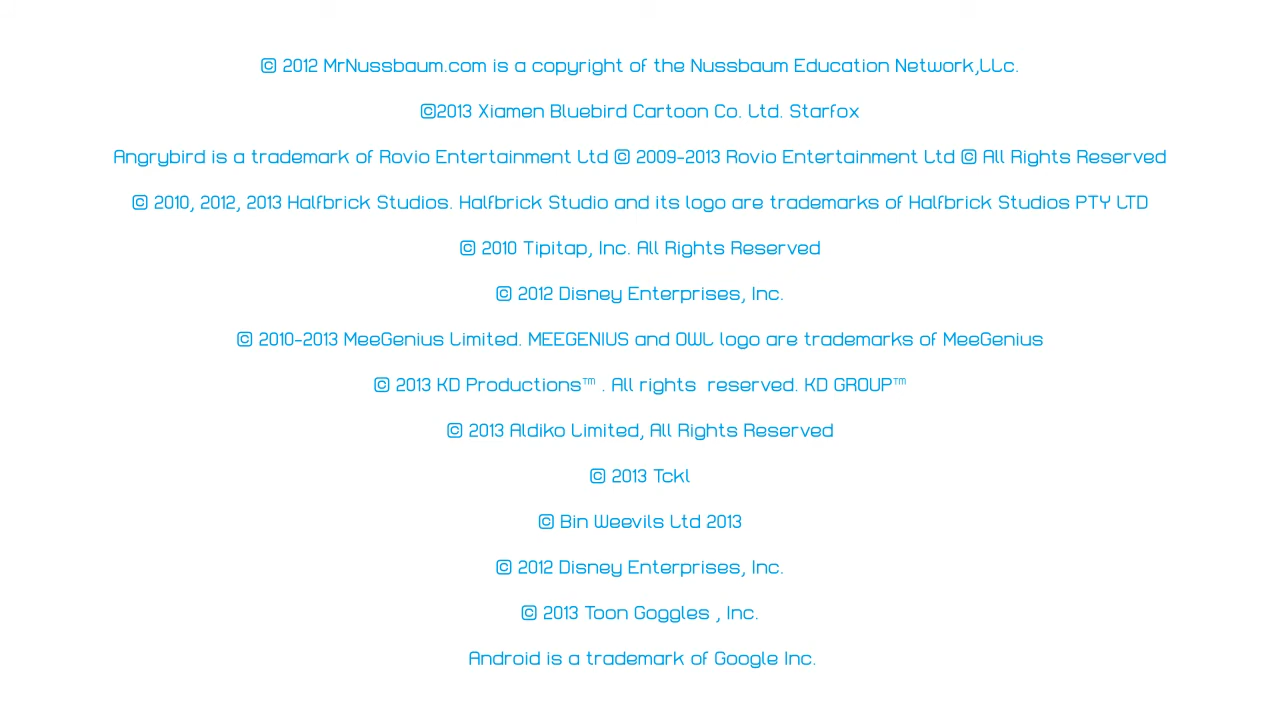 © 2012 MrNussbaum.com is a copyright of the Nussbaum Education Network,LLc.
©2013 Xiamen Bluebird Cartoon Co. Ltd. Starfox
Angrybird is a trademark of Rovio Entertainment Ltd © 2009-2013 Rovio Entertainment Ltd © All Rights Reserved
© 2010, 2012, 2013 Halfbrick Studios. Halfbrick Studio and its logo are trademarks of Halfbrick Studios PTY LTD
© 2010 Tipitap, Inc. All Rights Reserved
© 2012 Disney Enterprises, Inc.
© 2010-2013 MeeGenius Limited. MEEGENIUS and OWL logo are trademarks of MeeGenius
© 2013 KD Productions™ . All rights  reserved. KD GROUP™
© 2013 Aldiko Limited, All Rights Reserved
© 2013 Tckl
© Bin Weevils Ltd 2013
© 2012 Disney Enterprises, Inc.
© 2013 Toon Goggles , Inc.
Android is a trademark of Google Inc.